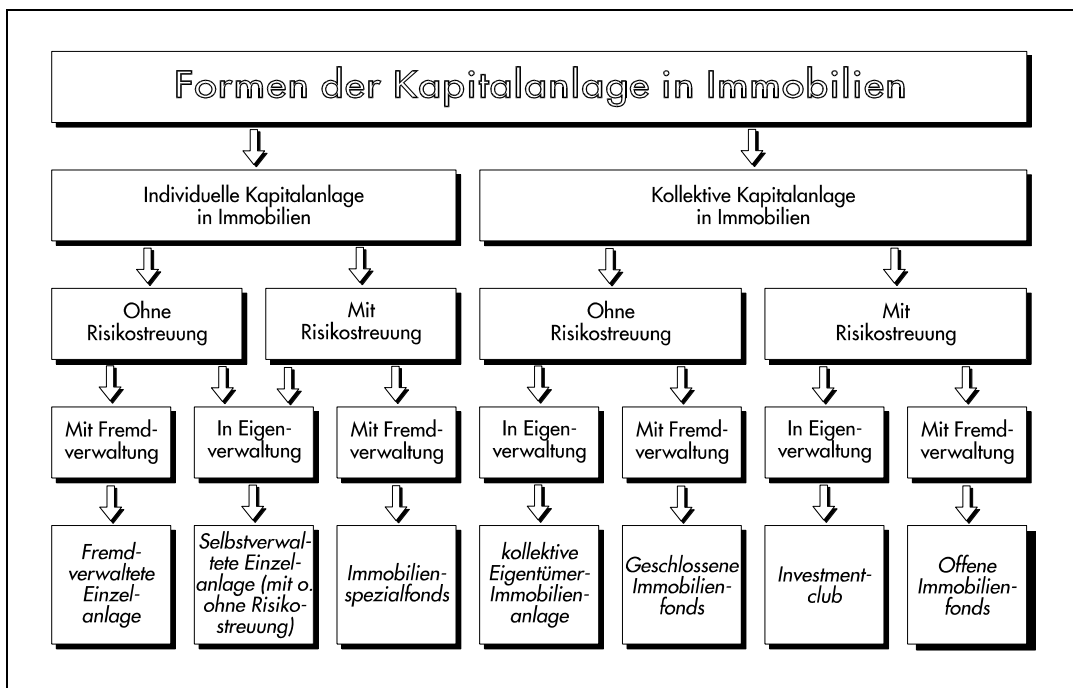 Formen der Kapitalanlage in Immobilien
Individuelle Kapitalanlage
in Immobilien
Kollektive Kapitalanlage
in Immobilien
Ohne
Risikostreuung
Mit
Risikostreuung
Ohne
Risikostreuung
Mit
Risikostreuung
Mit Fremd-
verwaltung
In Eigen-
verwaltung
Mit Fremd-
verwaltung
In Eigen-
verwaltung
Mit Fremd-
verwaltung
In Eigen-
verwaltung
Mit Fremd-
verwaltung
Fremd-
verwaltete
Einzel-
anlage
Selbstverwal-
tete Einzel-
anlage (mit o.
ohne Risiko-
streuung)
Immobilien-
spezialfonds
kollektive
Eigentümer-
Immobilien-
anlage
Geschlossene
Immobilien-
fonds
Investment-
club
Offene
Immobilien-
fonds